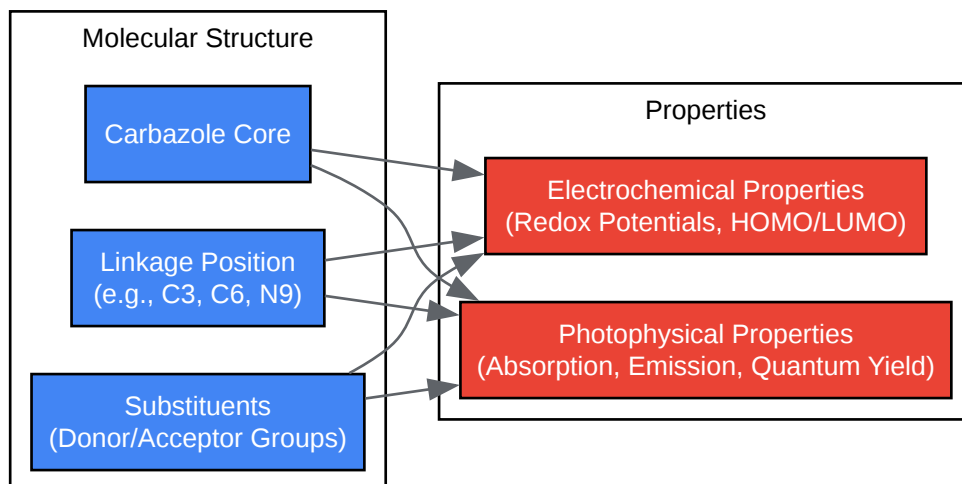 Molecular Structure
Carbazole Core
Linkage Position
(e.g., C3, C6, N9)
Substituents
(Donor/Acceptor Groups)
Properties
Electrochemical Properties
(Redox Potentials, HOMO/LUMO)
Photophysical Properties
(Absorption, Emission, Quantum Yield)